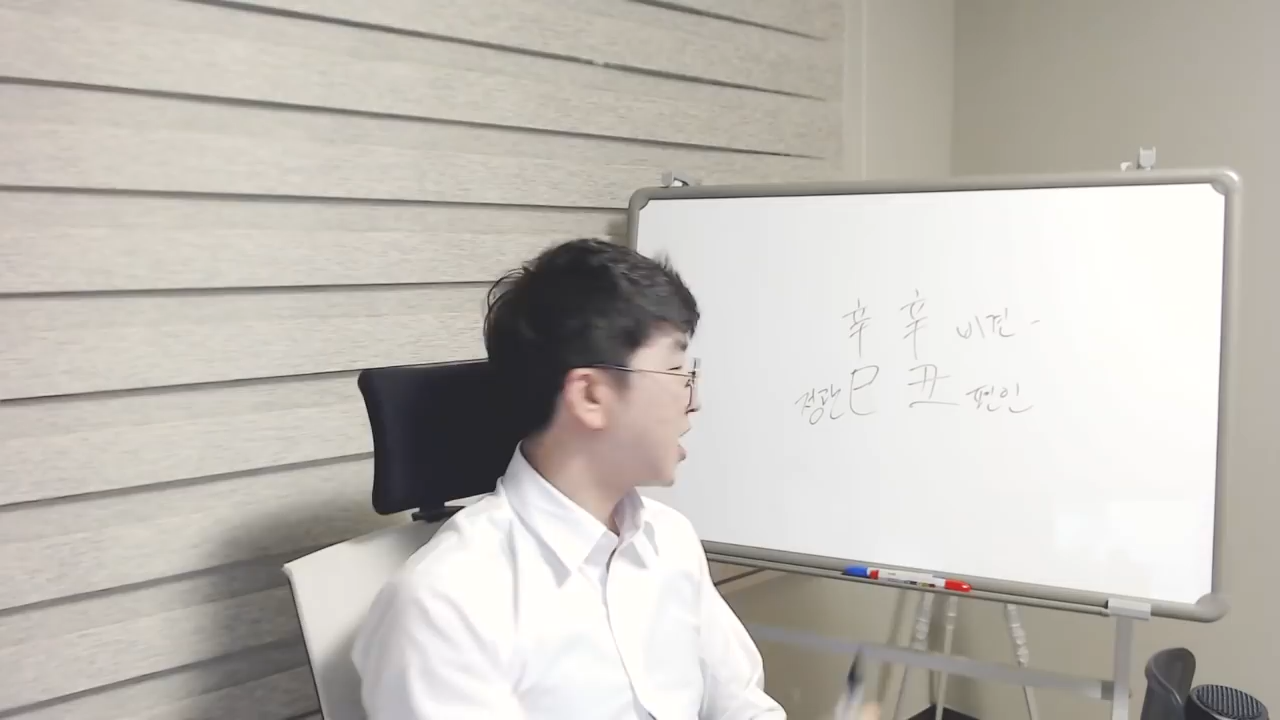 辛 辛 비견 -
정관 巳 丑 편인